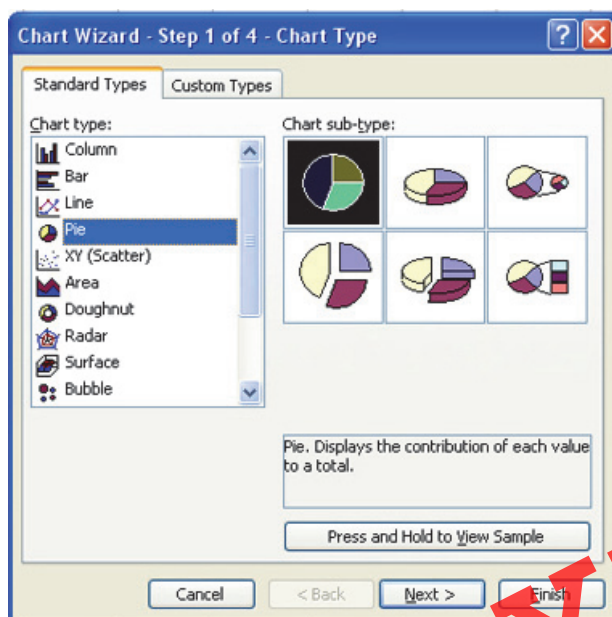 Chart Wizard - Step 1 of 4 - Chart Type
Standard Types Custom Types
Chart type:
Column
Bar
Line
Pie
XY (Scatter)
Area
Doughnut
Radar
Surface
Bubble
Chart sub-type:
Pie. Displays the contribution of each value
to a total.
Press and Hold to View Sample
Cancel < Back Next > Finish